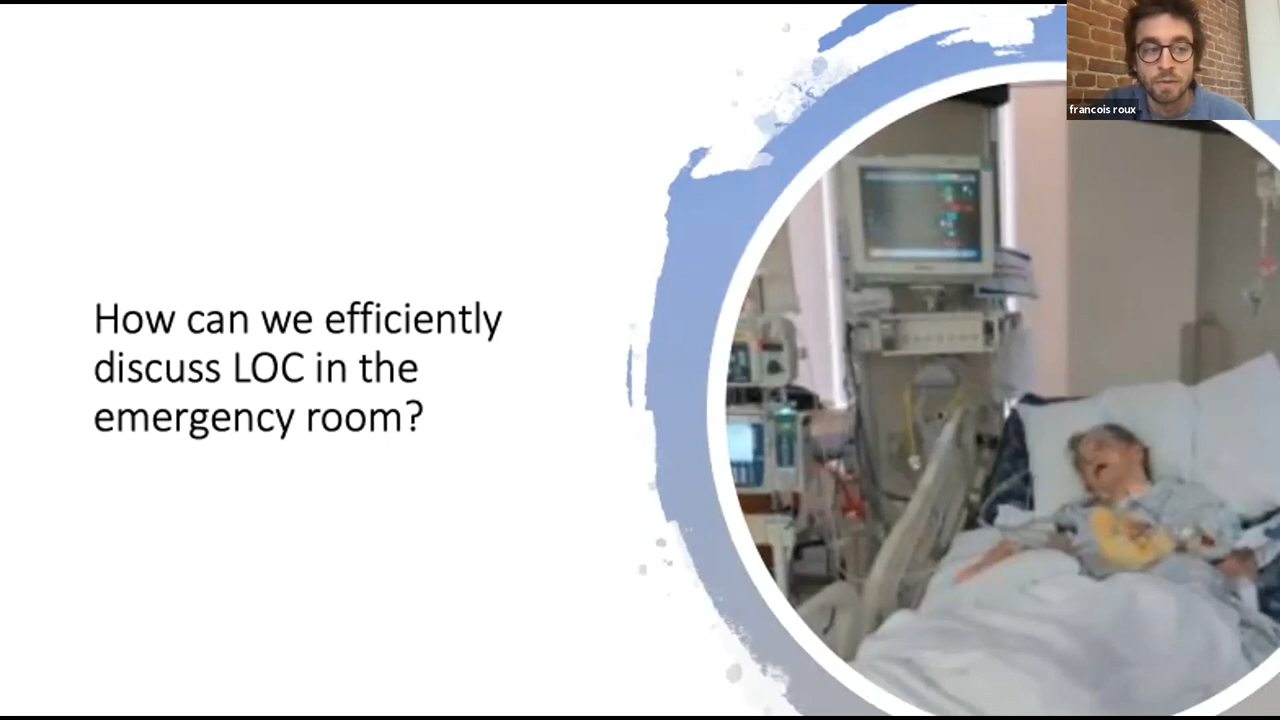 How can we efficiently
discuss LOC in the
emergency room?
francois roux